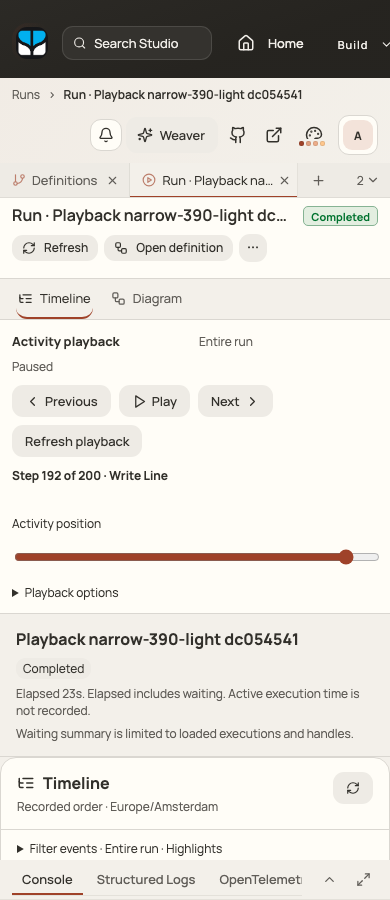 Search Studio
Home
Build
Runs > Run · Playback narrow-390-light dc054541
Weaver
A
Definitions
Run · Playback na...
2
Run · Playback narrow-390-light dc...
Completed
Refresh
Open definition
...
Timeline
Diagram
Activity playback
Entire run
Paused
Previous
Play
Next
Refresh playback
Step 192 of 200 · Write Line
Activity position
Playback options
Playback narrow-390-light dc054541
Completed
Elapsed 23s. Elapsed includes waiting. Active execution time is
not recorded.
Waiting summary is limited to loaded executions and handles.
Timeline
Recorded order · Europe/Amsterdam
Filter events · Entire run · Highlights
Console
Structured Logs
OpenTelemet